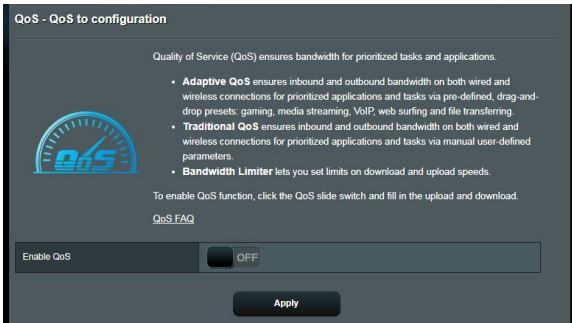 QoS - QoS to configuration
Quality of Service (QoS) ensures bandwidth for prioritized tasks and applications.
• Adaptive QoS ensures inbound and outbound bandwidth on both wired and
wireless connections for prioritized applications and tasks via pre-defined, drag-and-
drop presets: gaming, media streaming, VoIP, web surfing and file transferring.
• Traditional QoS ensures inbound and outbound bandwidth on both wired and
wireless connections for prioritized applications and tasks via manual user-defined
parameters.
• Bandwidth Limiter lets you set limits on download and upload speeds.
QoS
To enable QoS function, click the QoS slide switch and fill in the upload and download.
QoS FAQ
Enable QoS
OFF
Apply